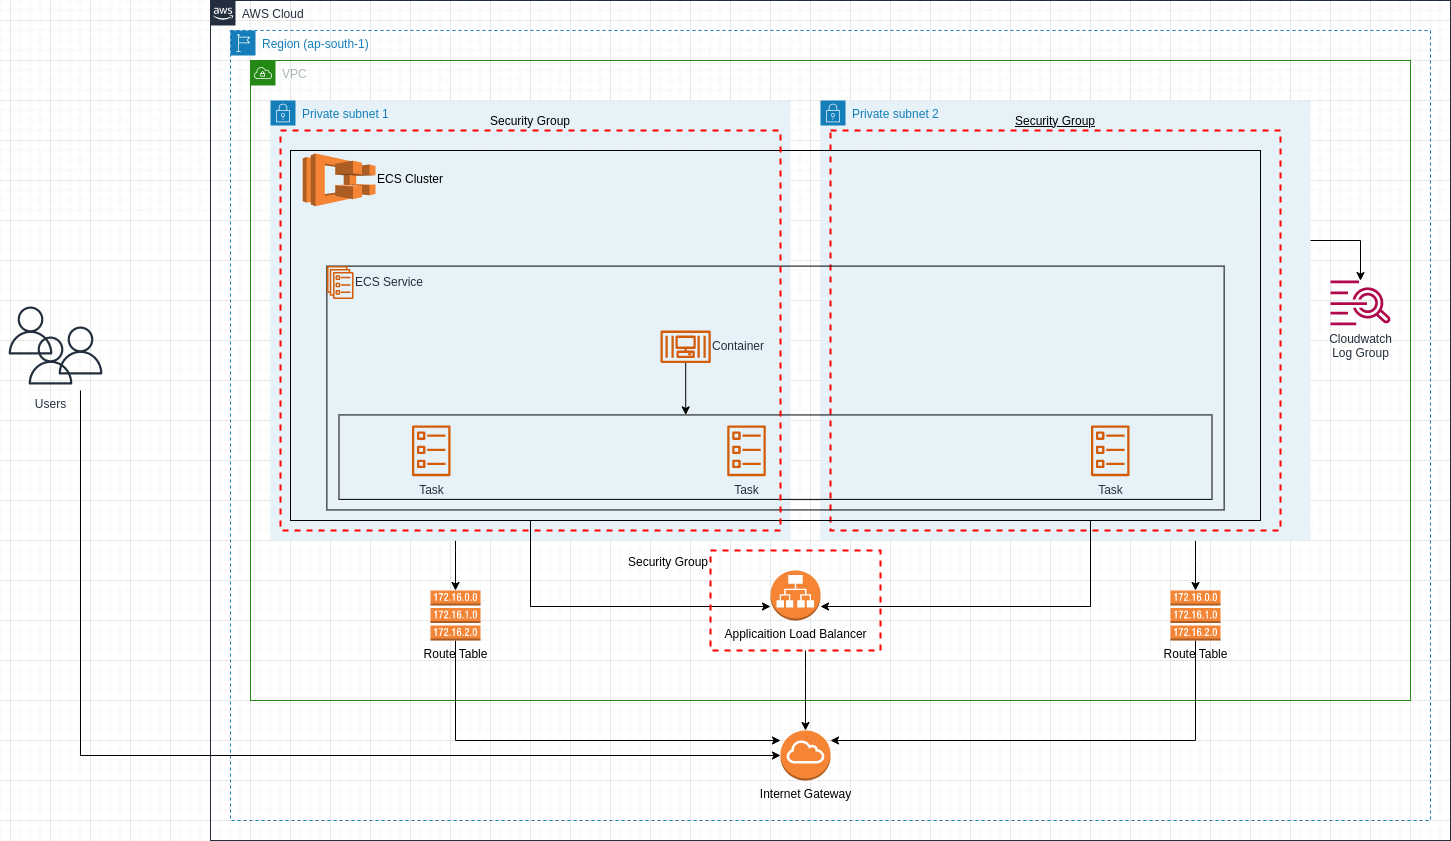 aws
AWS Cloud
Region (ap-south-1)
VPC
Private subnet 1
Security Group
Private subnet 2
Security Group
ECS Cluster
ECS Service
Container
Task
Task
Task
Cloudwatch
Log Group
Users
Security Group
172.16.0.0
172.16.1.0
172.16.2.0
Route Table
Applicaition Load Balancer
172.16.0.0
172.16.1.0
172.16.2.0
Route Table
Internet Gateway